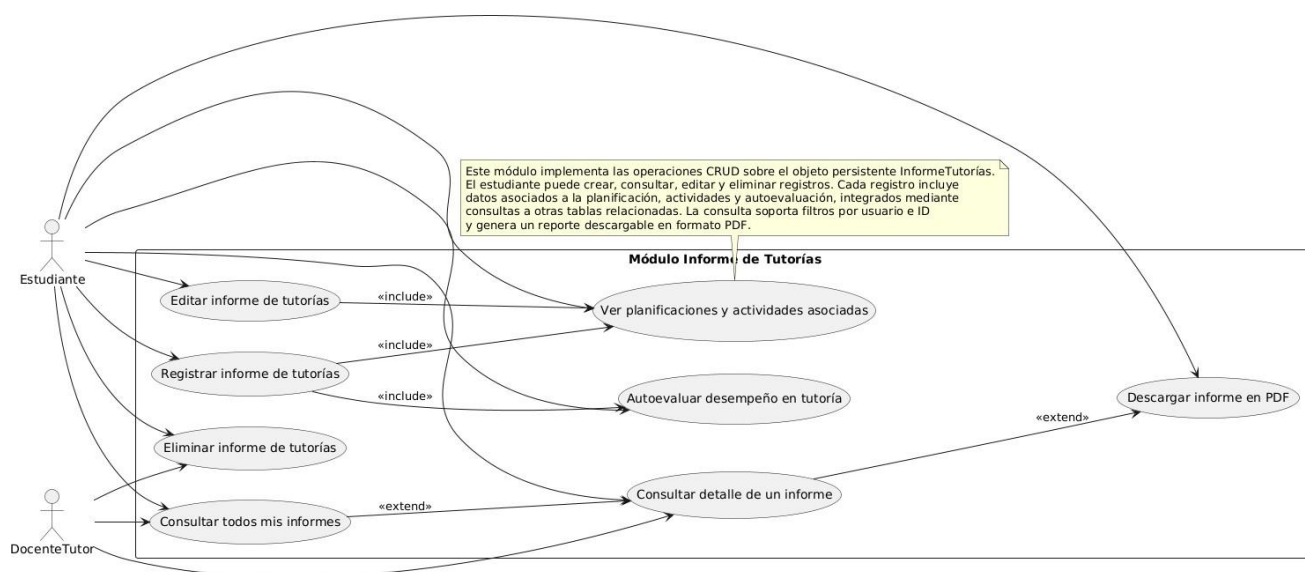 Este módulo implementa las operaciones CRUD sobre el objeto persistente InformeTutorías.
El estudiante puede crear, consultar, editar y eliminar registros. Cada registro incluye
datos asociados a la planificación, actividades y autoevaluación, integrados mediante
consultas a otras tablas relacionadas. La consulta soporta filtros por usuario e ID
y genera un reporte descargable en formato PDF.
Módulo Informe de Tutorías
Estudiante
Editar informe de tutorías
«include»
Ver planificaciones y actividades asociadas
«include»
Registrar informe de tutorías
«include»
Autoevaluar desempeño en tutoría
Descargar informe en PDF
«extend»
Eliminar informe de tutorías
Consultar detalle de un informe
«extend»
Consultar todos mis informes
DocenteTutor